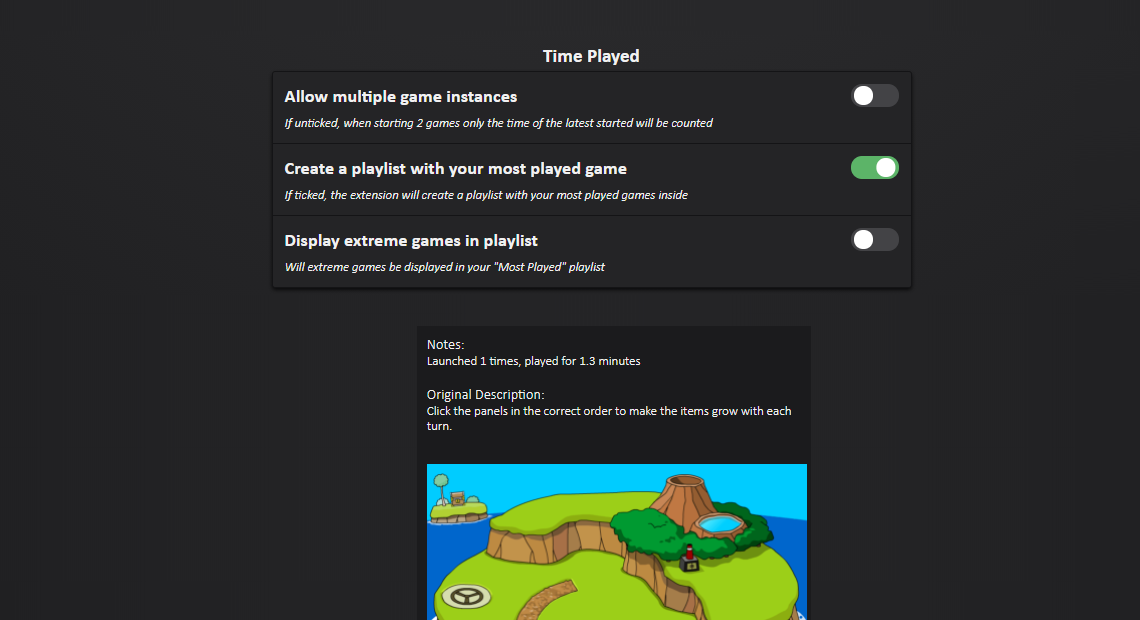 Time Played
Allow multiple game instances
If unticked, when starting 2 games only the time of the latest started will be counted
Create a playlist with your most played game
If ticked, the extension will create a playlist with your most played games inside
Display extreme games in playlist
Will extreme games be displayed in your "Most Played" playlist
Notes:
Launched 1 times, played for 1.3 minutes
Original Description:
Click the panels in the correct order to make the items grow with each
turn.